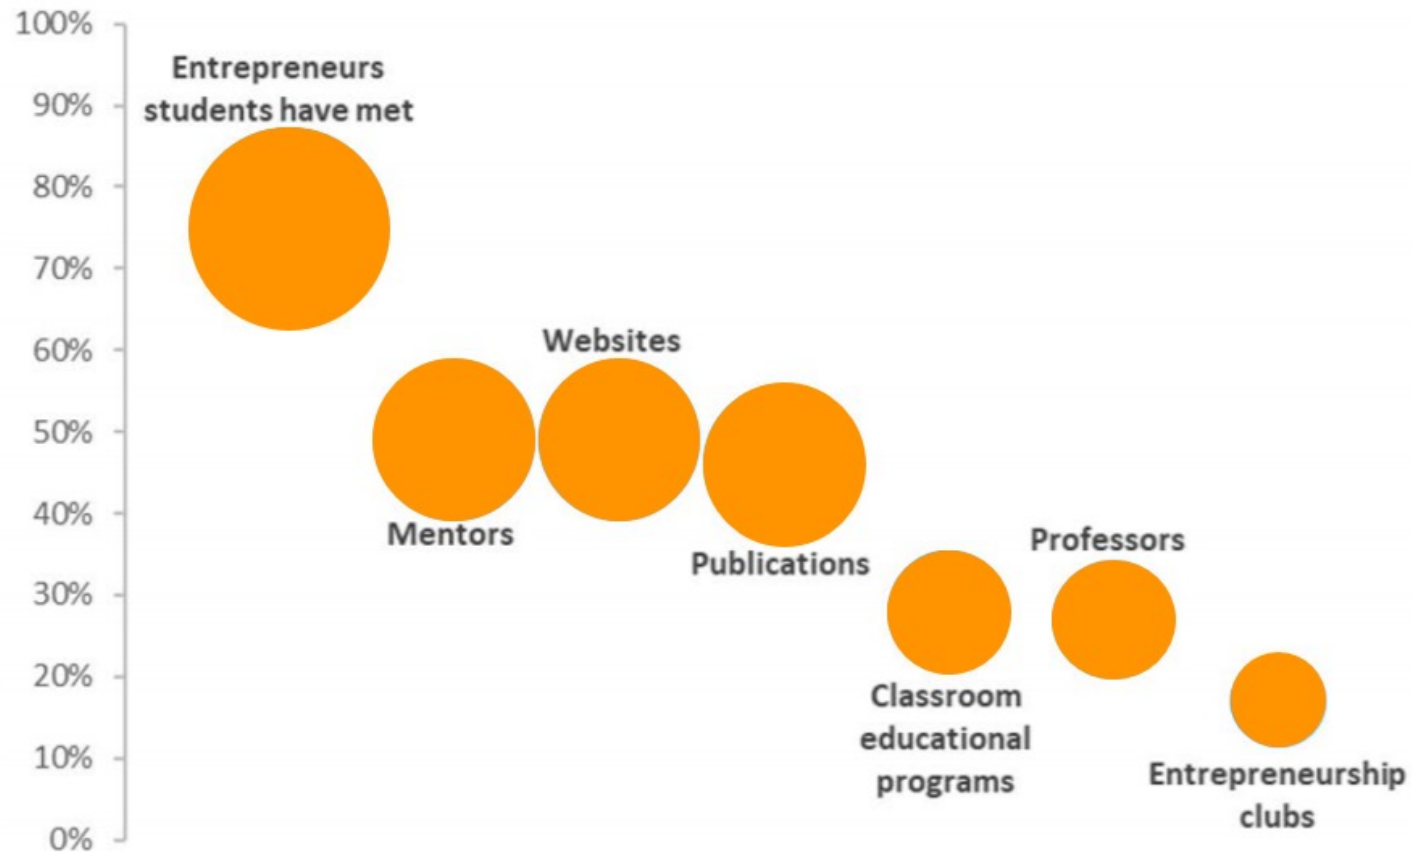 100%
90%
80%
70%
60%
50%
40%
30%
20%
10%
0%
Entrepreneurs
students have met
Mentors
Websites
Publications
Classroom
educational
programs
Professors
Entrepreneurship
clubs